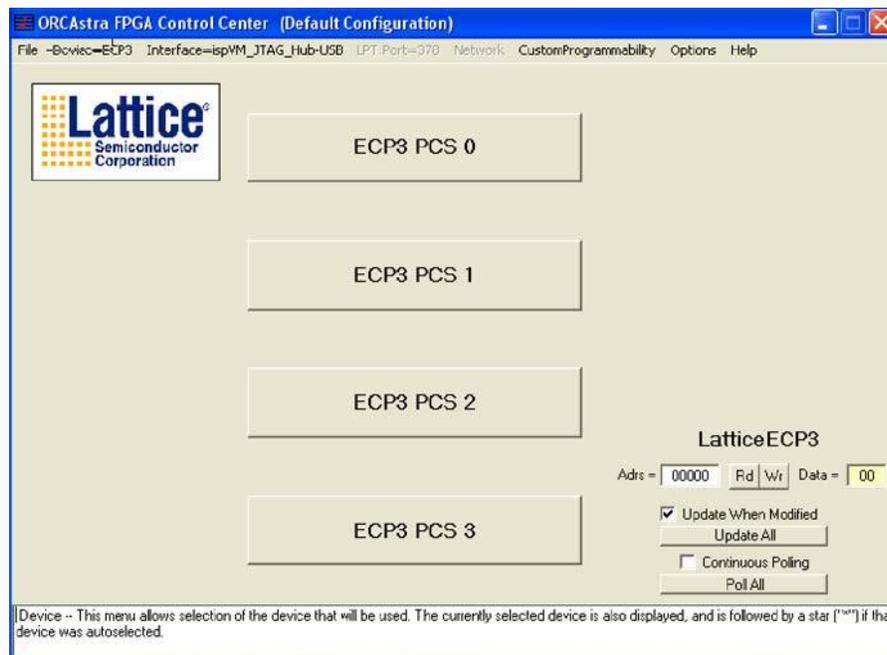 ORCAstra FPGA Control Center (Default Configuration)
File Device=ECP3 Interface=ispVM_JTAG_Hub-USB LPT Port=378 Network CustomProgrammability Options Help
Lattice
Semiconductor
Corporation
ECP3 PCS 0
ECP3 PCS 1
ECP3 PCS 2
ECP3 PCS 3
LatticeECP3
Adrs = 00000 Rd Wr Data = 00
Update When Modified
Update All
Continuous Polling
Poll All
Device -- This menu allows selection of the device that will be used. The currently selected device is also displayed, and is followed by a star ("*") if tha
device was autoselected.